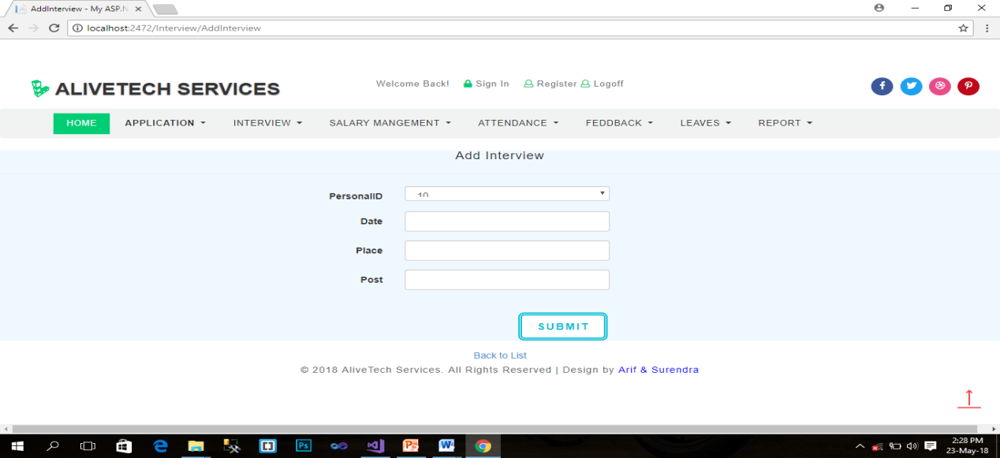 AddInterview - My ASP.N
localhost:2472/Interview/AddInterview
ALIVETECH SERVICES
Welcome Back! Sign In Register Logoff
HOME APPLICATION INTERVIEW SALARY MANGEMENT ATTENDANCE FEDDBACK LEAVES REPORT
Add Interview
PersonalID 10
Date
Place
Post
SUBMIT
Back to List
© 2018 AliveTech Services. All Rights Reserved | Design by Arif & Surendra
2:28 PM
23-May-18